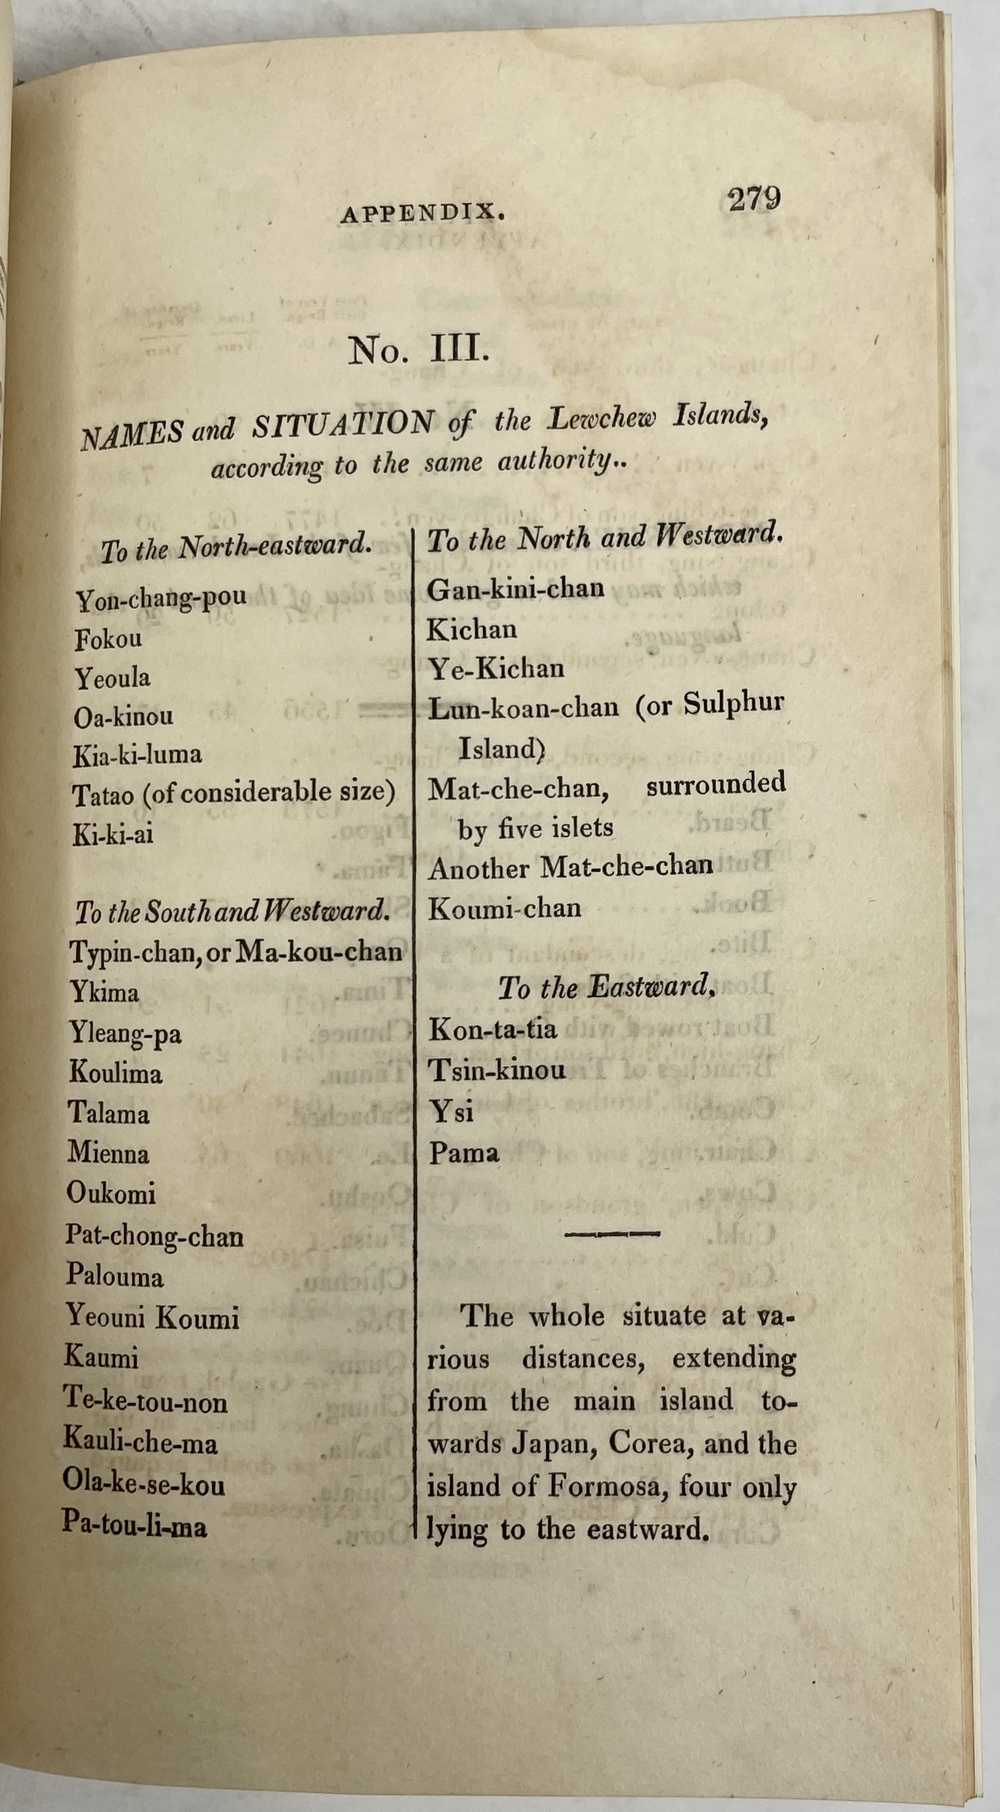 APPENDIX.
279
No. III.
NAMES and SITUATION of the Lewchew Islands,
according to the same authority..
To the North-eastward.
Yon-chang-pou
Fokou
Yeoula
Oa-kinou
Kia-ki-luma
Tatao (of considerable size)
Ki-ki-ai
To the South and Westward.
Typin-chan, or Ma-kou-chan
Ykima
Yleang-pa
Koulima
Talama
Mienna
Oukomi
Pat-chong-chan
Palouma
Yeouni Koumi
Kaumi
Te-ke-tou-non
Kauli-che-ma
Ola-ke-se-kou
Pa-tou-li-ma
To the North and Westward.
Gan-kini-chan
Kichan
Ye-Kichan
Lun-koan-chan (or Sulphur
Island)
Mat-che-chan, surrounded
by five islets
Another Mat-che-chan
Koumi-chan
To the Eastward.
Kon-ta-tia
Tsin-kinou
Ysi
Pama
The whole situate at va-
rious distances, extending
from the main island to-
wards Japan, Corea, and the
island of Formosa, four only
lying to the eastward.